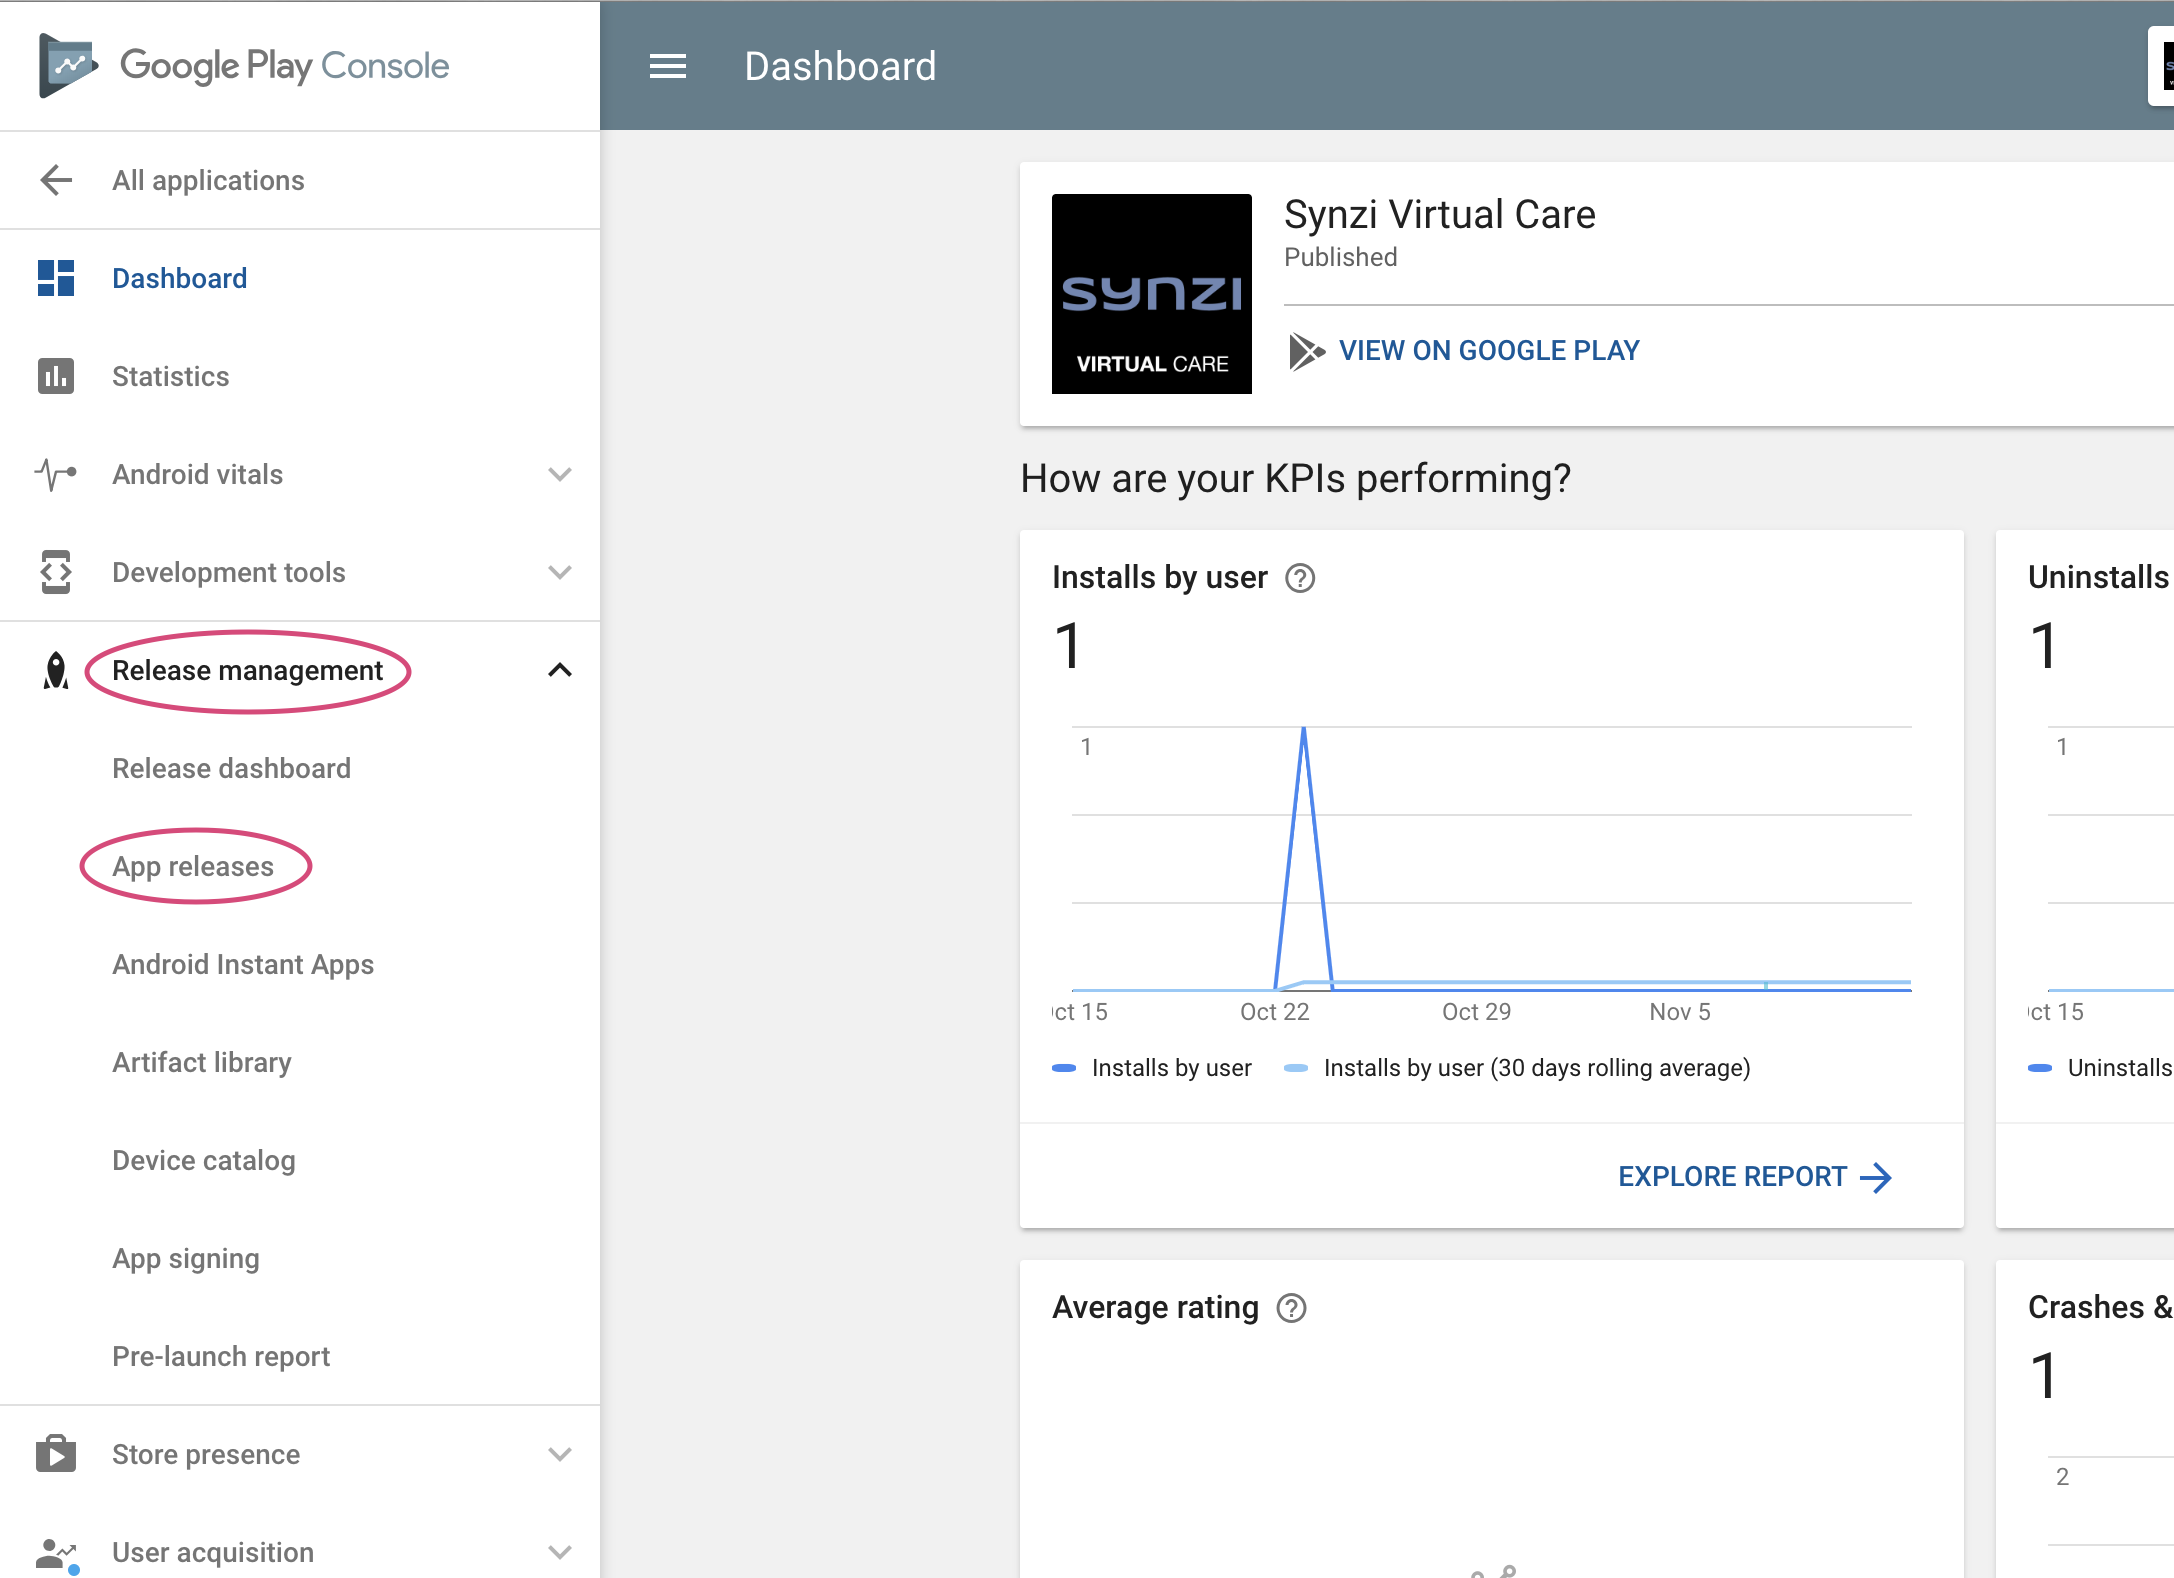 Google Play Console
Dashboard
All applications
Dashboard
Statistics
Android vitals
Development tools
Release management
Release dashboard
App releases
Android Instant Apps
Artifact library
Device catalog
App signing
Pre-launch report
Store presence
User acquisition
synzi
VIRTUAL CARE
Synzi Virtual Care
Published
VIEW ON GOOGLE PLAY
How are your KPIs performing?
Installs by user
1
1
ct 15 Oct 22 Oct 29 Nov 5
Installs by user Installs by user (30 days rolling average)
EXPLORE REPORT
Uninstalls
1
1
ct 15
Uninstalls
Average rating
Crashes &
1
2